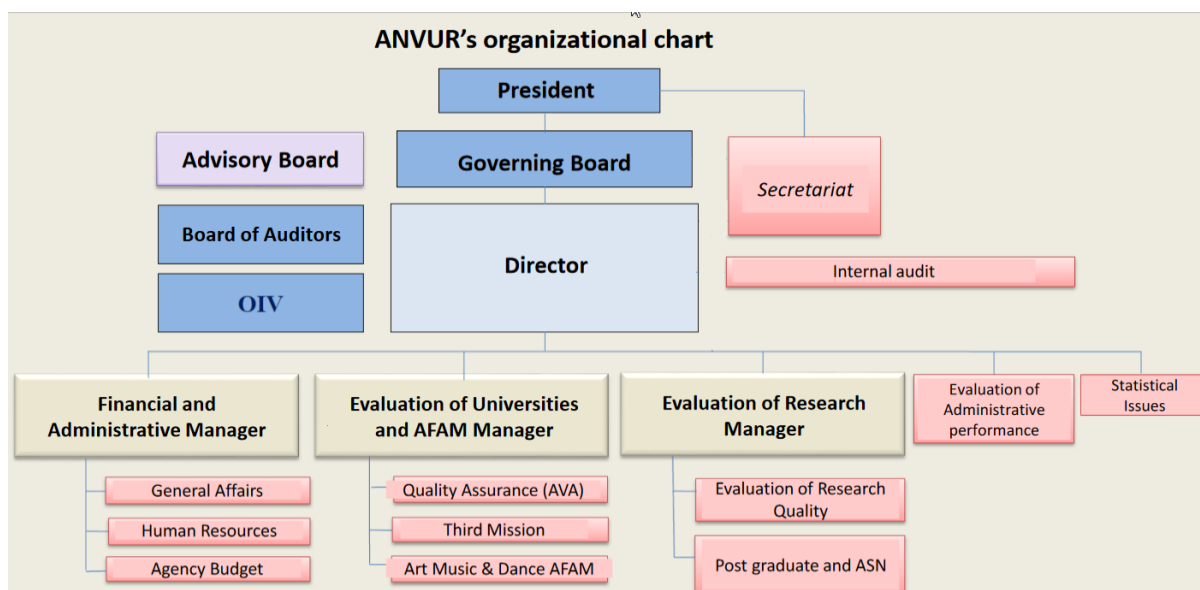 ANVUR's organizational chart
President
Advisory Board
Governing Board
Secretariat
Board of Auditors
Director
Internal audit
OIV
Financial and
Administrative Manager
Evaluation of Universities
and AFAM Manager
Evaluation of Research
Manager
Evaluation of
Administrative
performance
Statistical
Issues
General Affairs
Human Resources
Agency Budget
Quality Assurance (AVA)
Third Mission
Art Music & Dance AFAM
Evaluation of Research
Quality
Post graduate and ASN